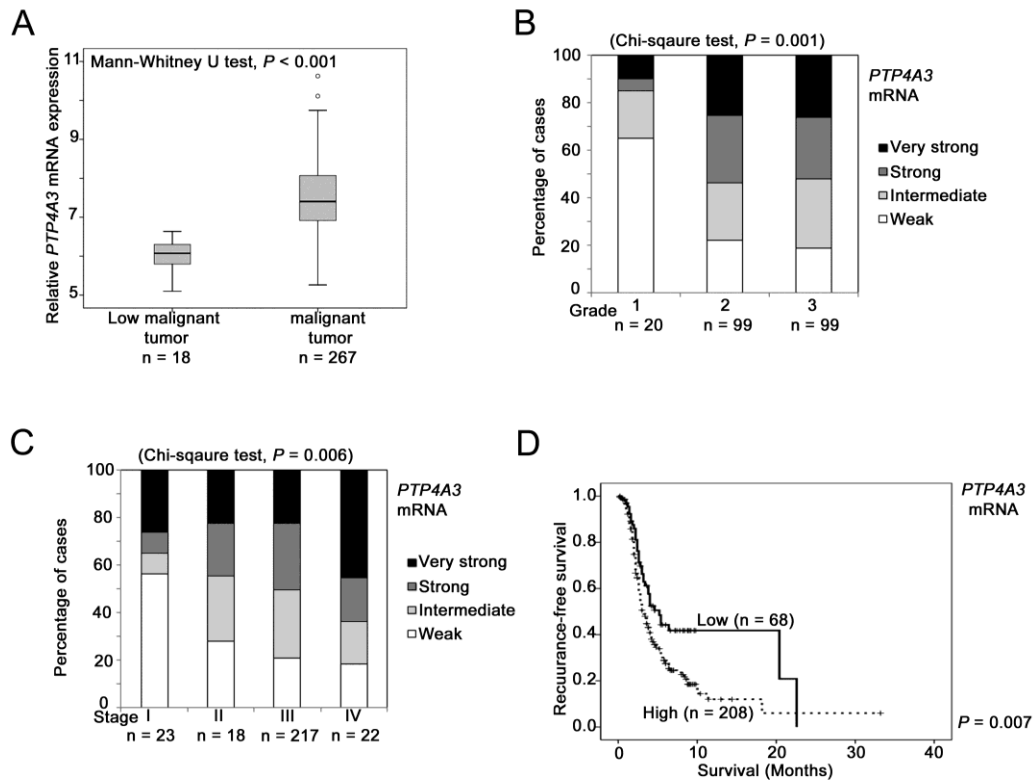 A
Mann-Whitney U test, P < 0.001
Relative PTP4A3 mRNA expression
11
9
7
5
Low malignant
tumor
n = 18
malignant
tumor
n = 267
B
(Chi-sqaure test, P = 0.001)
Percentage of cases
100
80
60
40
20
0
Grade
1
n = 20
2
n = 99
3
n = 99
PTP4A3
mRNA
Very strong
Strong
Intermediate
Weak
C
(Chi-sqaure test, P = 0.006)
Percentage of cases
100
80
60
40
20
0
Stage
I
n = 23
II
n = 18
III
n = 217
IV
n = 22
PTP4A3
mRNA
Very strong
Strong
Intermediate
Weak
D
PTP4A3
mRNA
Recuurance-free survival
1.0
0.8
0.6
0.4
0.2
0.0
Low (n = 68)
High (n = 208)
P = 0.007
0
10
20
30
40
Survival (Months)